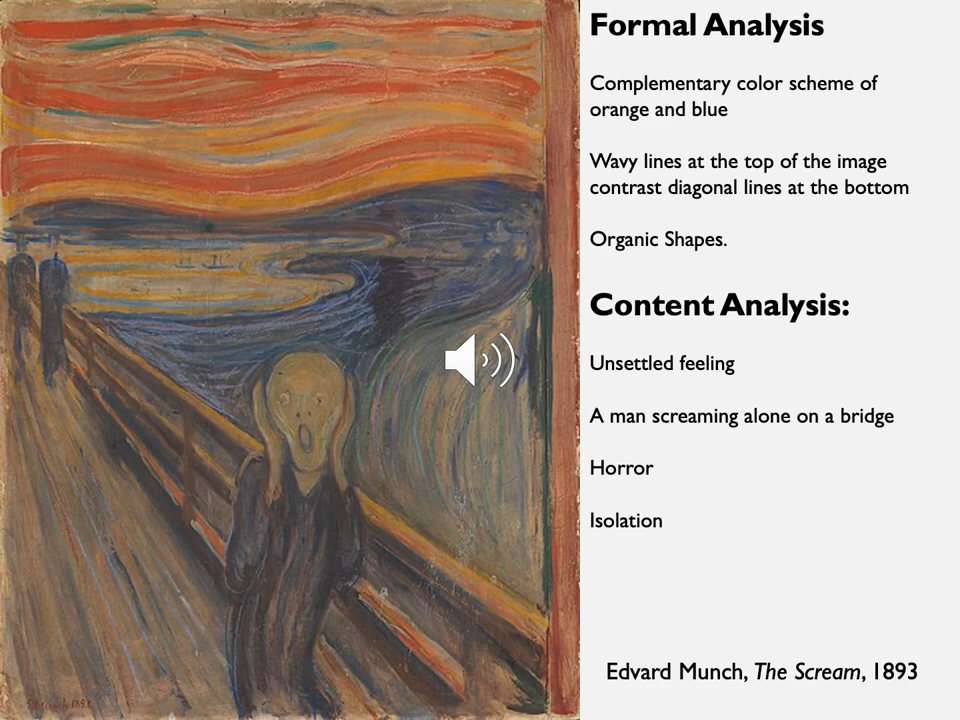 Formal Analysis
Complementary color scheme of
orange and blue
Wavy lines at the top of the image
contrast diagonal lines at the bottom
Organic Shapes.
Content Analysis:
Unsettled feeling
A man screaming alone on a bridge
Horror
Isolation
Edvard Munch, The Scream, 1893